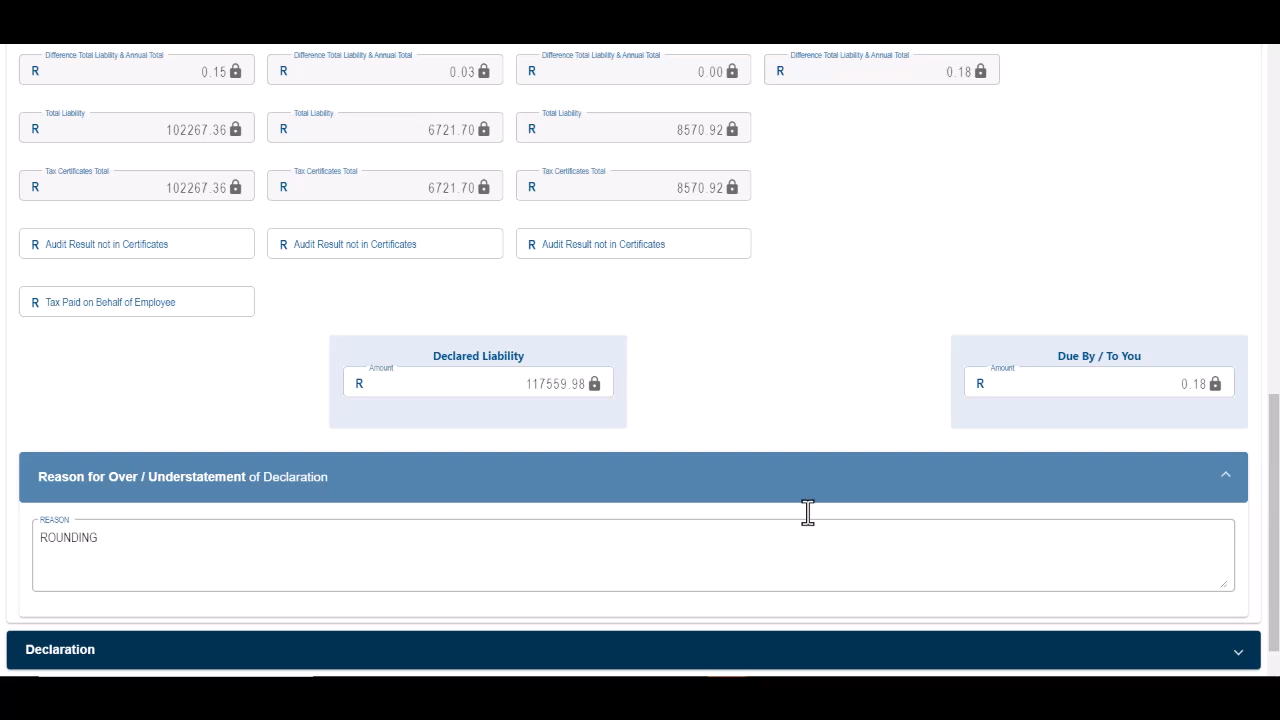 Difference Total Liability & Annual Total Difference Total Liability & Annual Total Difference Total Liability & Annual Total Difference Total Liability & Annual Total
R 0.15 R 0.03 R 0.00 R 0.18
Total Liability Total Liability Total Liability
R 102267.36 R 6721.70 R 8570.92
Tax Certificates Total Tax Certificates Total Tax Certificates Total
R 102267.36 R 6721.70 R 8570.92
R Audit Result not in Certificates R Audit Result not in Certificates R Audit Result not in Certificates
R Tax Paid on Behalf of Employee
Declared Liability Due By / To You
Amount Amount
R 117559.98 R 0.18
Reason for Over / Understatement of Declaration
REASON
ROUNDING
Declaration